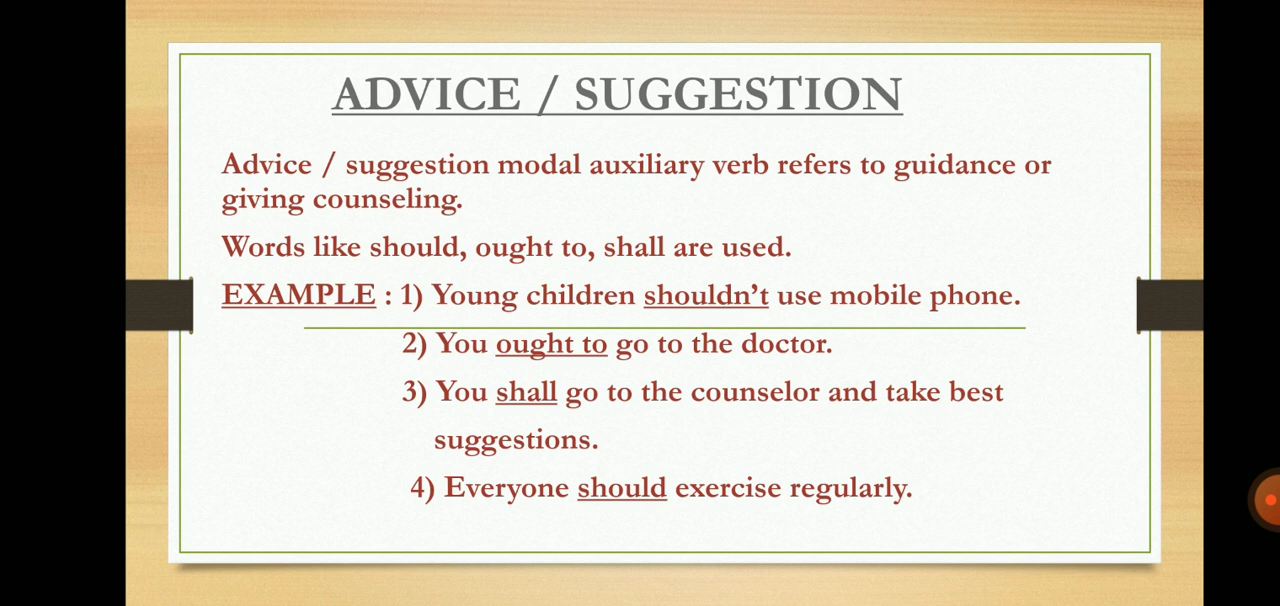 ADVICE / SUGGESTION
Advice / suggestion modal auxiliary verb refers to guidance or
giving counseling.
Words like should, ought to, shall are used.
EXAMPLE : 1) Young children shouldn’t use mobile phone.
2) You ought to go to the doctor.
3) You shall go to the counselor and take best
suggestions.
4) Everyone should exercise regularly.